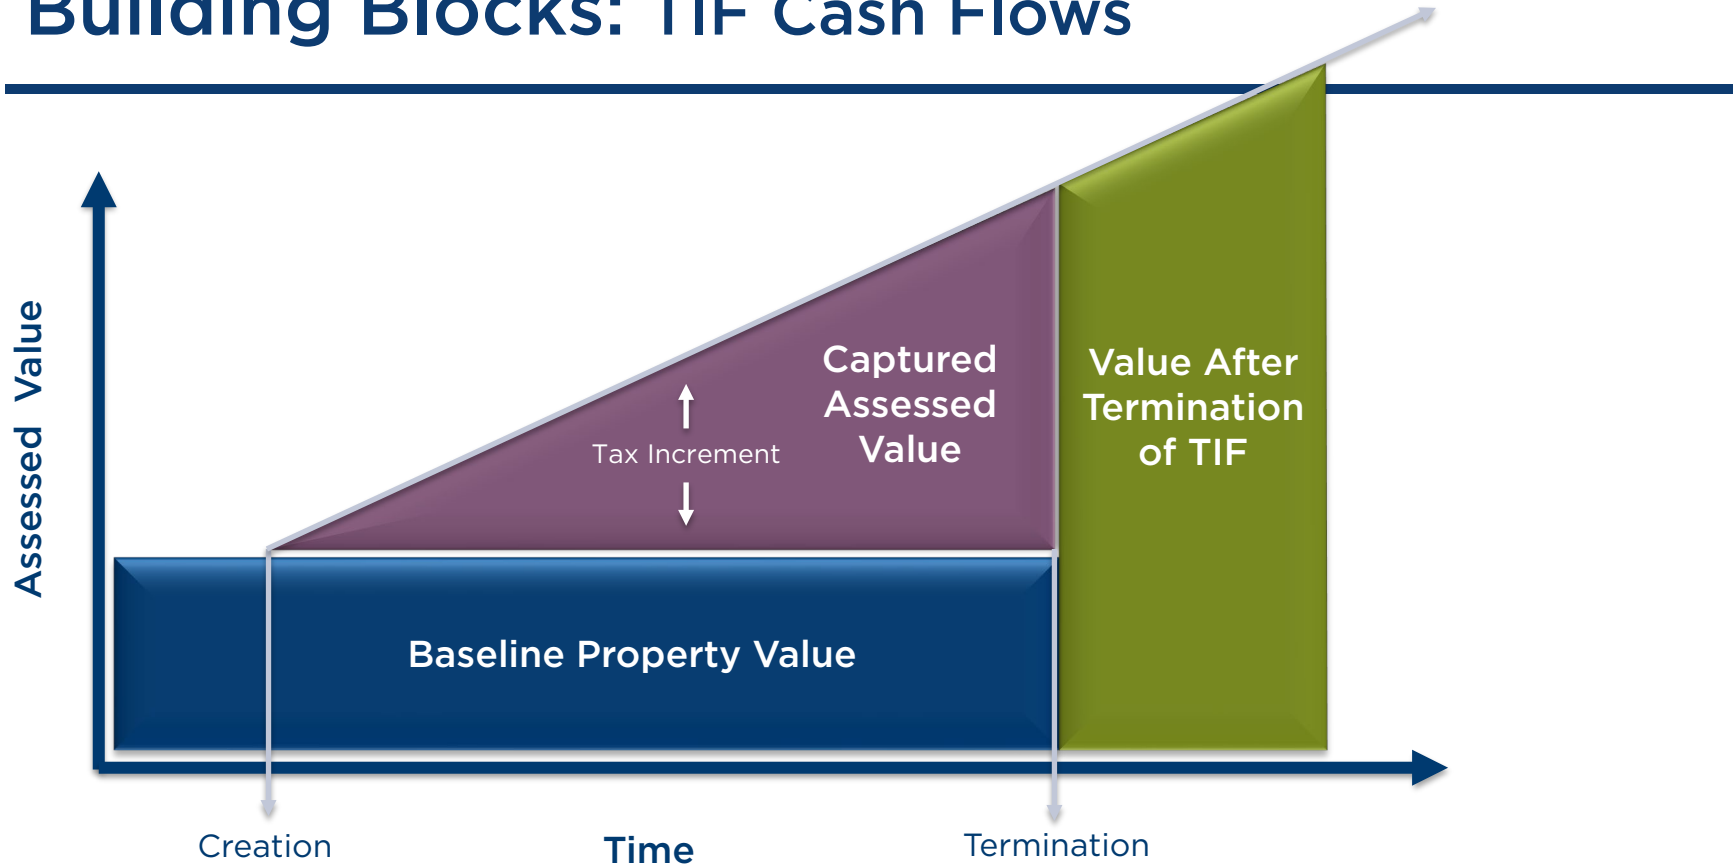 Building Blocks: TIF Cash Flows
Assessed Value
Captured
Assessed
Value
Tax Increment
Value After
Termination
of TIF
Baseline Property Value
Creation
Time
Termination